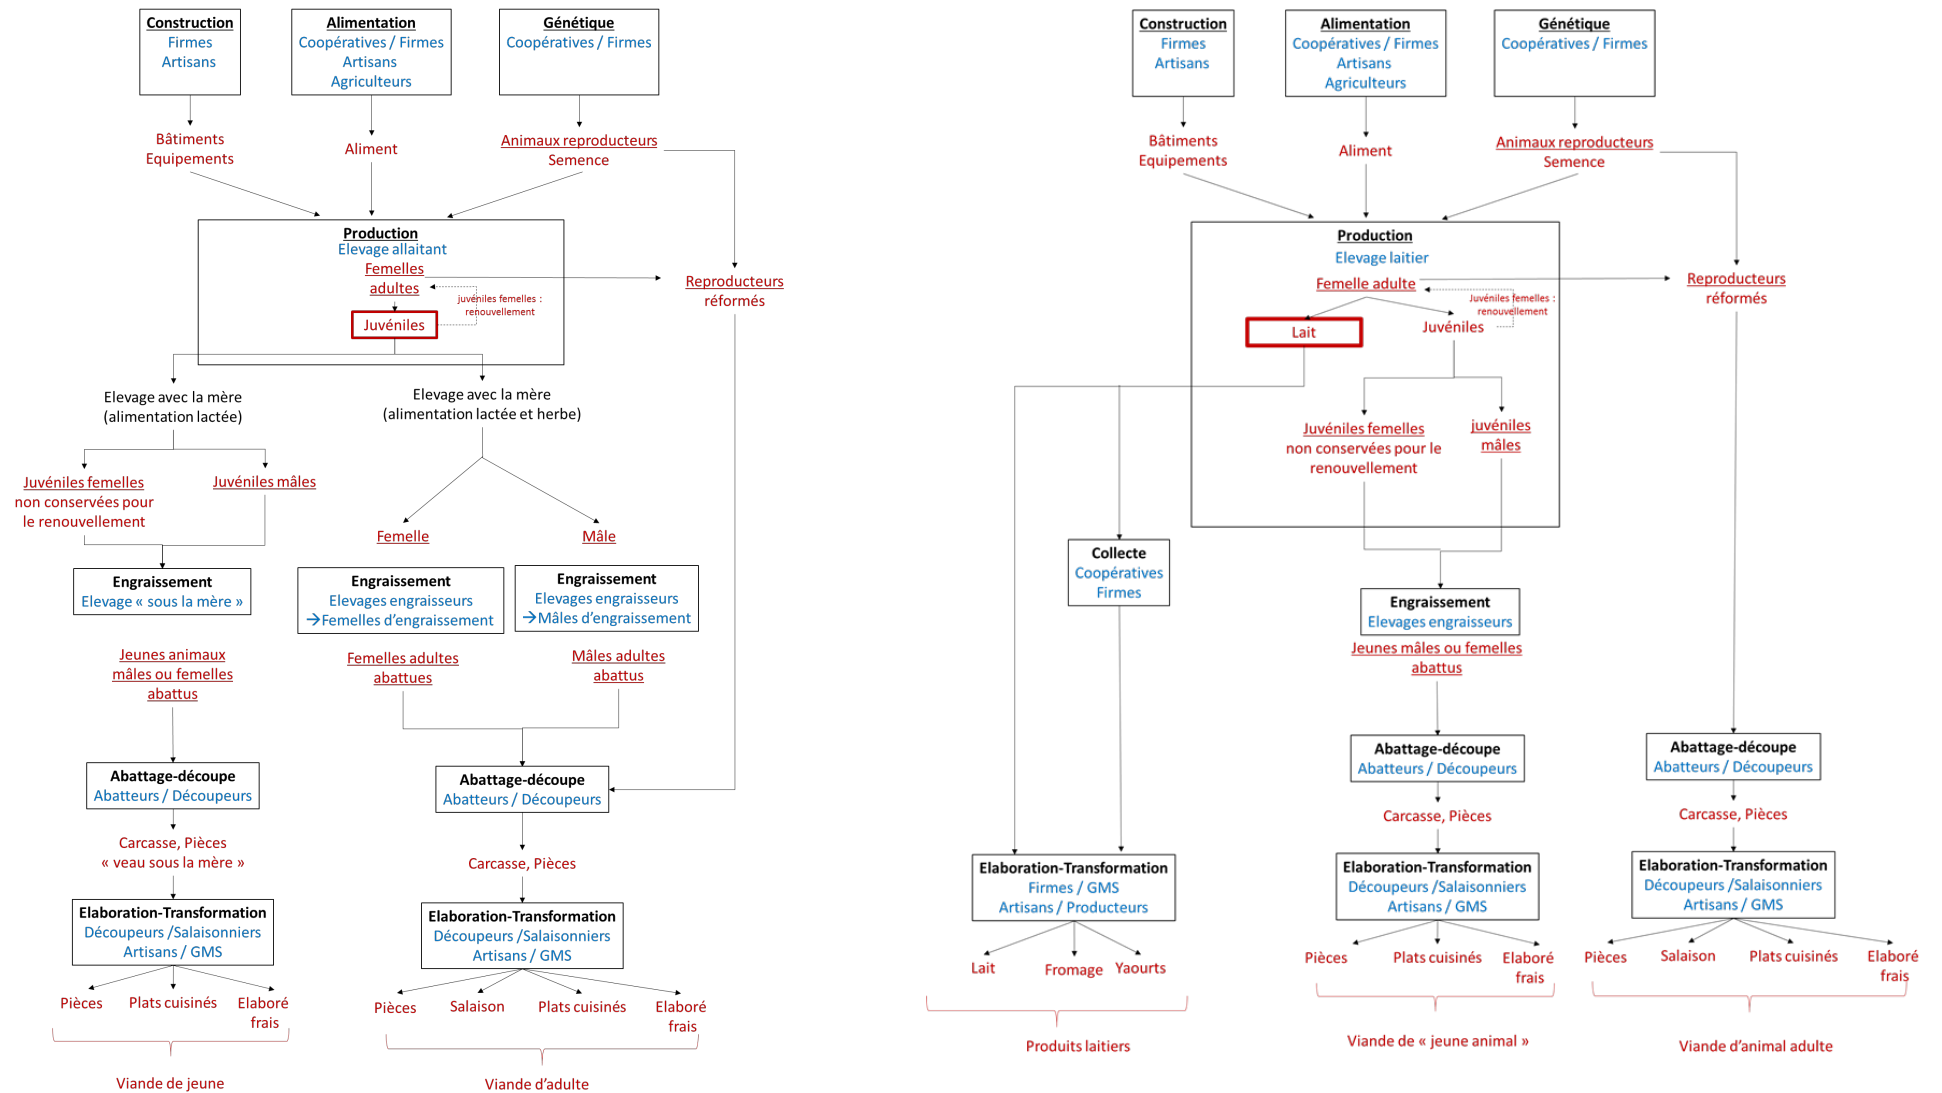 Construction
Firmes
Artisans
Alimentation
Coopératives / Firmes
Artisans
Agriculteurs
Génétique
Coopératives / Firmes
Bâtiments
Equipements
Aliment
Animaux reproducteurs
Semence
Production
Elevage allaitant
Femelles
adultes
juvéniles femelles :
renouvellement
Juvéniles
Reproducteurs
réformés
Elevage avec la mère
(alimentation lactée)
Elevage avec la mère
(alimentation lactée et herbe)
Juvéniles femelles
non conservées pour
le renouvellement
Juvéniles mâles
Femelle
Mâle
Engraissement
Elevage « sous la mère »
Engraissement
Elevages engraisseurs
→Femelles d’engraissement
Engraissement
Elevages engraisseurs
→Mâles d’engraissement
Jeunes animaux
mâles ou femelles
abattus
Femelles adultes
abattues
Mâles adultes
abattus
Abattage-découpe
Abatteurs / Découpeurs
Abattage-découpe
Abatteurs / Découpeurs
Carcasse, Pièces
« veau sous la mère »
Carcasse, Pièces
Elaboration-Transformation
Découpeurs /Salaisonniers
Artisans / GMS
Elaboration-Transformation
Découpeurs /Salaisonniers
Artisans / GMS
Pièces
Plats cuisinés
Elaboré
frais
Pièces
Salaison
Plats cuisinés
Elaboré
frais
Viande de jeune
Viande d’adulte
Construction
Firmes
Artisans
Alimentation
Coopératives / Firmes
Artisans
Agriculteurs
Génétique
Coopératives / Firmes
Bâtiments
Equipements
Aliment
Animaux reproducteurs
Semence
Production
Elevage laitier
Femelle adulte
Juvéniles femelles :
renouvellement
Lait
Juvéniles
Reproducteurs
réformés
Juvéniles femelles
non conservées pour le
renouvellement
juvéniles
mâles
Collecte
Coopératives
Firmes
Engraissement
Elevages engraisseurs
Jeunes mâles ou femelles
abattus
Abattage-découpe
Abatteurs / Découpeurs
Abattage-découpe
Abatteurs / Découpeurs
Carcasse, Pièces
Carcasse, Pièces
Elaboration-Transformation
Firmes / GMS
Artisans / Producteurs
Elaboration-Transformation
Découpeurs /Salaisonniers
Artisans / GMS
Elaboration-Transformation
Découpeurs /Salaisonniers
Artisans / GMS
Lait
Fromage
Yaourts
Pièces
Plats cuisinés
Elaboré
frais
Pièces
Salaison
Plats cuisinés
Elaboré
frais
Produits laitiers
Viande de « jeune animal »
Viande d’animal adulte